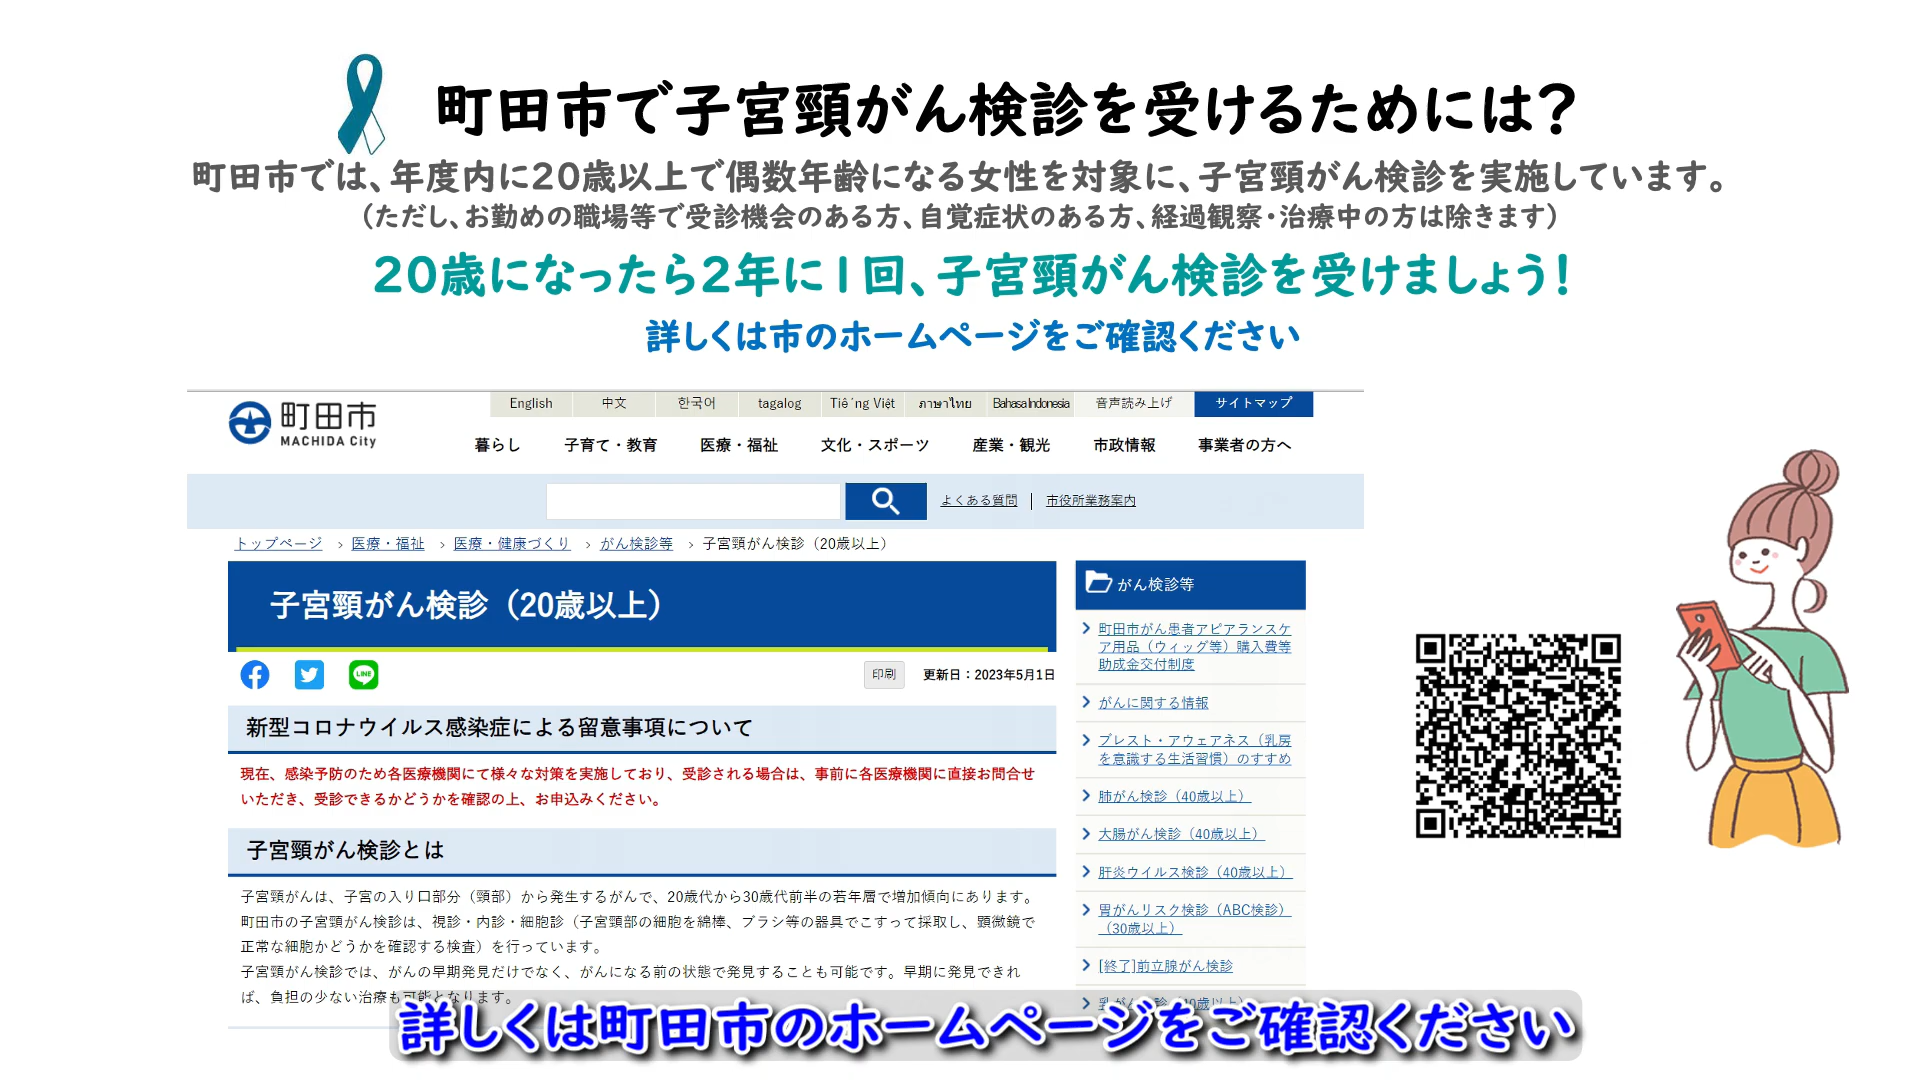 町田市で子宮頸がん検診を受けるためには?
町田市では、年度内に20歳以上で偶数年齢になる女性を対象に、子宮頸がん検診を実施しています。
(ただし、お勤めの職場等で受診機会のある方、自覚症状のある方、経過観察・治療中の方は除きます)
20歳になったら2年に1回、子宮頸がん検診を受けましょう!
詳しくは市のホームページをご確認ください
町田市
MACHIDA City
English 中文 한국어 tagalog Tiê´ng Việt ภาษาไทย Bahasa Indonesia 音声読み上げ サイトマップ
暮らし 子育て・教育 医療・福祉 文化・スポーツ 産業・観光 市政情報 事業者の方へ
よくある質問 | 市役所業務案内
トップページ › 医療・福祉 › 医療・健康づくり › がん検診等 › 子宮頸がん検診(20歳以上)
子宮頸がん検診(20歳以上)
LINE
印刷 更新日:2023年5月1日
新型コロナウイルス感染症による留意事項について
現在、感染予防のため各医療機関にて様々な対策を実施しており、受診される場合は、事前に各医療機関に直接お問合せ
いただき、受診できるかどうかを確認の上、お申込みください。
子宮頸がん検診とは
子宮頸がんは、子宮の入り口部分(頸部)から発生するがんで、20歳代から30歳代前半の若年層で増加傾向にあります。
町田市の子宮頸がん検診は、視診・内診・細胞診(子宮頸部の細胞を綿棒、ブラシ等の器具でこすって採取し、顕微鏡で
正常な細胞かどうかを確認する検査)を行っています。
子宮頸がん検診では、がんの早期発見だけでなく、がんになる前の状態で発見することも可能です。早期に発見できれ
ば、負担の少ない治療も可能となります。
がん検診等
町田市がん患者アピアランスケ
ア用品(ウィッグ等)購入費等
助成金交付制度
がんに関する情報
ブレスト・アウェアネス(乳房
を意識する生活習慣)のすすめ
肺がん検診(40歳以上)
大腸がん検診(40歳以上)
肝炎ウイルス検診(40歳以上)
胃がんリスク検診(ABC検診)
(30歳以上)
[終了]前立腺がん検診
詳しくは町田市のホームページをご確認ください